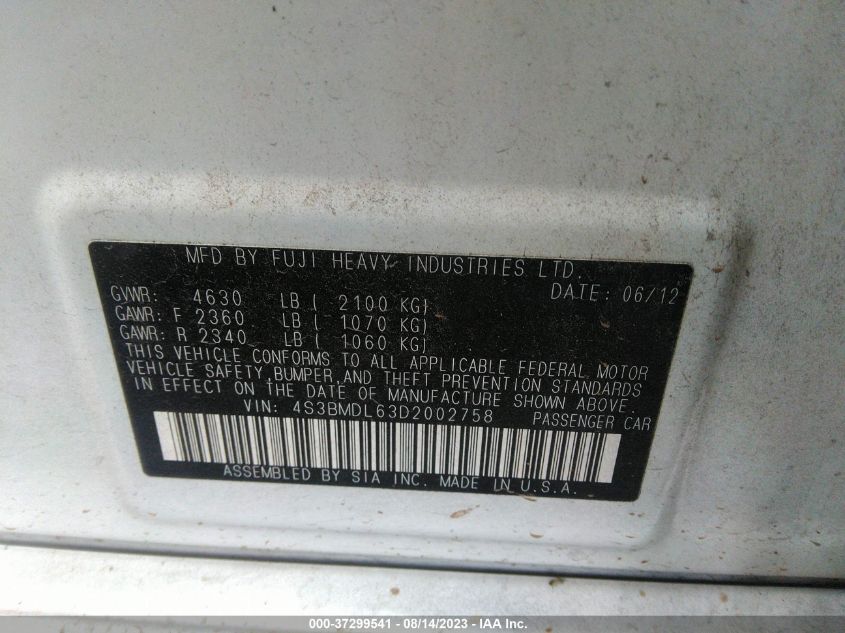 MFD BY FUJI HEAVY INDUSTRIES LTD.
DATE: 06/12
GVWR: 4630 LB ( 2100 KG)
GAWR: F 2360 LB ( 1070 KG)
GAWR: R 2340 LB ( 1060 KG)
THIS VEHICLE CONFORMS TO ALL APPLICABLE FEDERAL MOTOR
VEHICLE SAFETY,BUMPER,AND THEFT PREVENTION STANDARDS
IN EFFECT ON THE DATE OF MANUFACTURE SHOWN ABOVE.
VIN: 4S3BMDL63D2002758 PASSENGER CAR
ASSEMBLED BY SIA INC. MADE IN U.S.A.
000-37299541 - 08/14/2023 - IAA Inc.